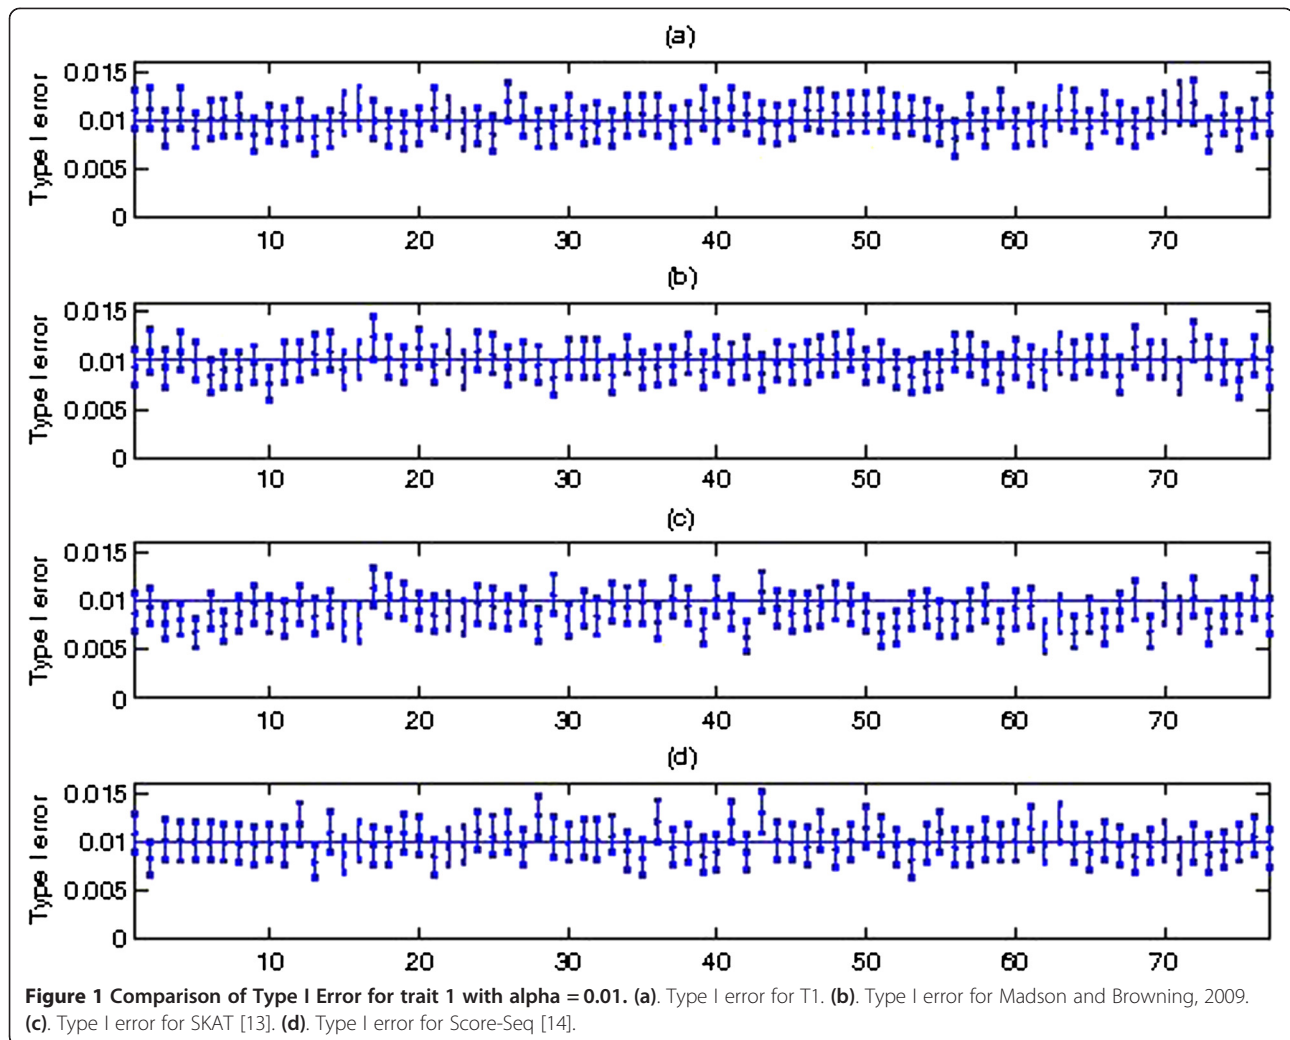 (a)
Type I error
0.015
0.01
0.005
0
10 20 30 40 50 60 70
(b)
Type I error
0.015
0.01
0.005
0
10 20 30 40 50 60 70
(c)
Type I error
0.015
0.01
0.005
0
10 20 30 40 50 60 70
(d)
Type I error
0.015
0.01
0.005
0
10 20 30 40 50 60 70
Figure 1 Comparison of Type I Error for trait 1 with alpha = 0.01. (a). Type I error for T1. (b). Type I error for Madson and Browning, 2009.
(c). Type I error for SKAT [13]. (d). Type I error for Score-Seq [14].